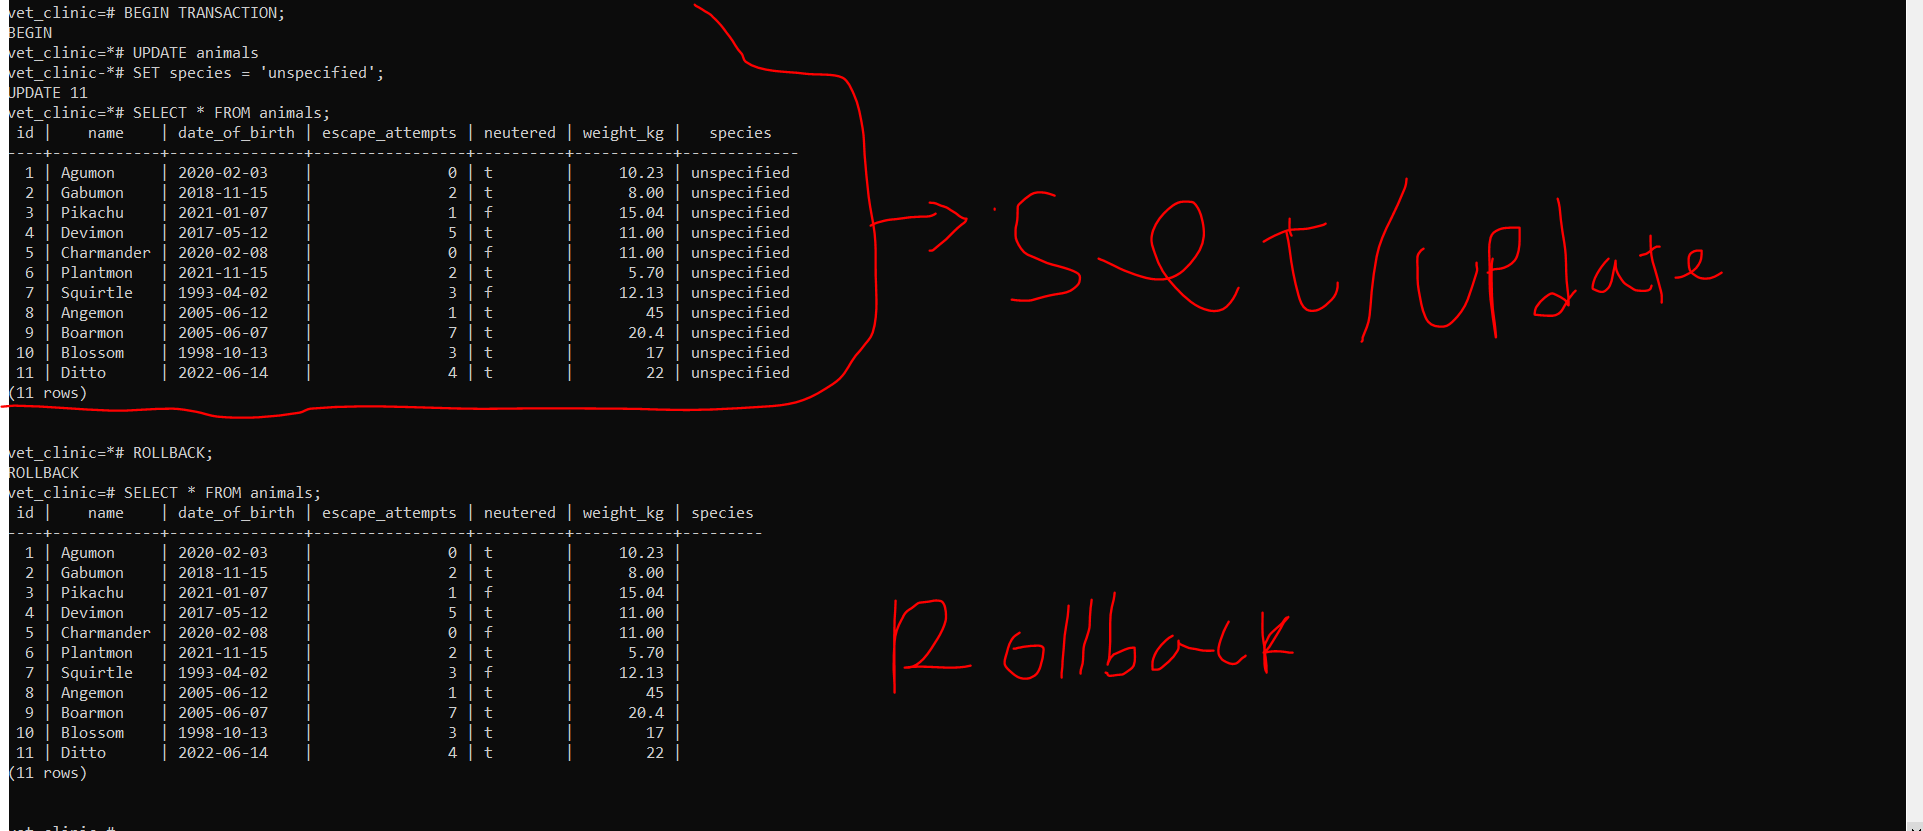 vet_clinic=# BEGIN TRANSACTION;
BEGIN
vet_clinic=*# UPDATE animals
vet_clinic-*# SET species = 'unspecified';
UPDATE 11
vet_clinic=*# SELECT * FROM animals;
 id |    name    | date_of_birth | escape_attempts | neutered | weight_kg |   species
----+------------+---------------+-----------------+----------+-----------+-------------
  1 | Agumon     | 2020-02-03    |               0 | t        |     10.23 | unspecified
  2 | Gabumon    | 2018-11-15    |               2 | t        |      8.00 | unspecified
  3 | Pikachu    | 2021-01-07    |               1 | f        |     15.04 | unspecified
  4 | Devimon    | 2017-05-12    |               5 | t        |     11.00 | unspecified
  5 | Charmander | 2020-02-08    |               0 | f        |     11.00 | unspecified
  6 | Plantmon   | 2021-11-15    |               2 | t        |      5.70 | unspecified
  7 | Squirtle   | 1993-04-02    |               3 | f        |     12.13 | unspecified
  8 | Angemon    | 2005-06-12    |               1 | t        |        45 | unspecified
  9 | Boarmon    | 2005-06-07    |               7 | t        |      20.4 | unspecified
 10 | Blossom    | 1998-10-13    |               3 | t        |        17 | unspecified
 11 | Ditto      | 2022-06-14    |               4 | t        |        22 | unspecified
(11 rows)
Set/update
vet_clinic=*# ROLLBACK;
ROLLBACK
vet_clinic=# SELECT * FROM animals;
 id |    name    | date_of_birth | escape_attempts | neutered | weight_kg | species
----+------------+---------------+-----------------+----------+-----------+---------
  1 | Agumon     | 2020-02-03    |               0 | t        |     10.23 |
  2 | Gabumon    | 2018-11-15    |               2 | t        |      8.00 |
  3 | Pikachu    | 2021-01-07    |               1 | f        |     15.04 |
  4 | Devimon    | 2017-05-12    |               5 | t        |     11.00 |
  5 | Charmander | 2020-02-08    |               0 | f        |     11.00 |
  6 | Plantmon   | 2021-11-15    |               2 | t        |      5.70 |
  7 | Squirtle   | 1993-04-02    |               3 | f        |     12.13 |
  8 | Angemon    | 2005-06-12    |               1 | t        |        45 |
  9 | Boarmon    | 2005-06-07    |               7 | t        |      20.4 |
 10 | Blossom    | 1998-10-13    |               3 | t        |        17 |
 11 | Ditto      | 2022-06-14    |               4 | t        |        22 |
(11 rows)
Rollback
vet_clinic=#